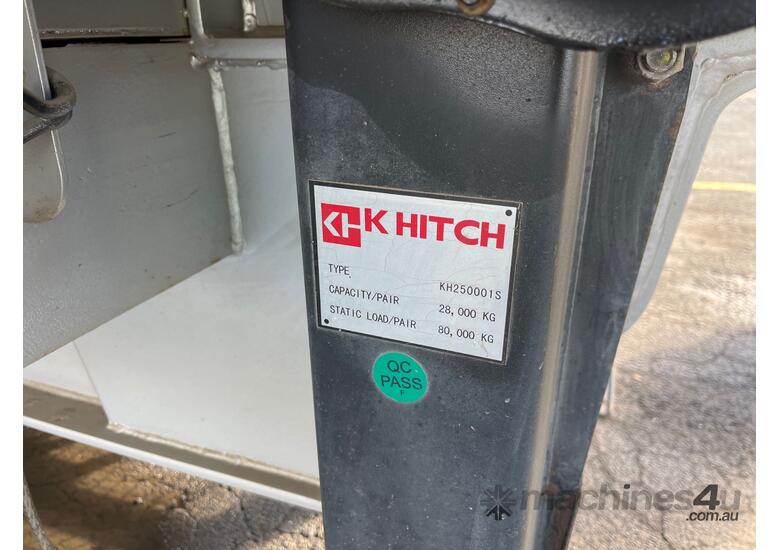 KH K HITCH
TYPE KH250001S
CAPACITY/PAIR 28,000 KG
STATIC LOAD/PAIR 80,000 KG
QC
PASS
F
machines4u
.com.au